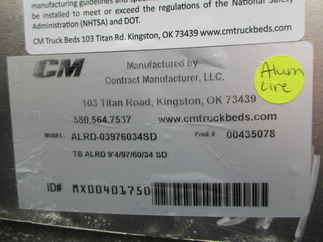 manufacturing guidelines and
be installed to meet or exceed the regulations of the National Safety
Administration (NHTSA) and DOT.
CM Truck Beds 103 Titan Rd. Kingston, OK 73439 www.cmtruckbeds.com
CM
Manufactured by
Contract Manufacturer, LLC.
Alum
Line
103 Titan Road, Kingston, OK 73439
580.564.7537 www.cmtruckbeds.com
MODEL: ALRD-03976034SD Prod # 00435078
TB ALRD 9'4/97/60/34 SD
ID# MX00401750